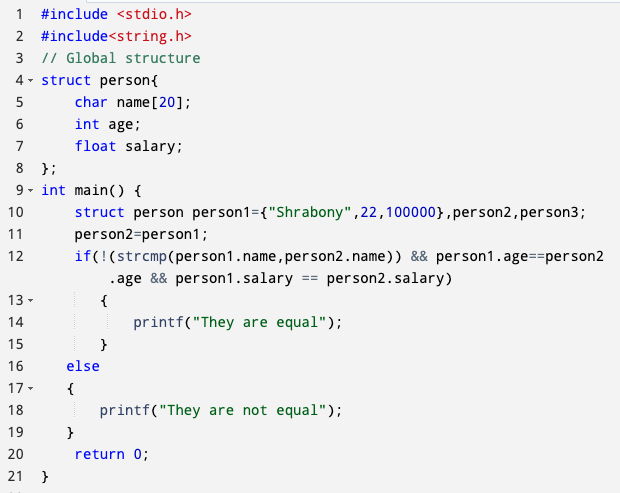 1 #include <stdio.h>
2 #include<string.h>
3 // Global structure
4 struct person{
5     char name[20];
6     int age;
7     float salary;
8 };
9 int main() {
10     struct person person1={"Shrabony",22,100000},person2,person3;
11     person2=person1;
12     if(!(strcmp(person1.name,person2.name)) && person1.age==person2
        .age && person1.salary == person2.salary)
13        {
14            printf("They are equal");
15        }
16    else
17    {
18        printf("They are not equal");
19    }
20     return 0;
21 }